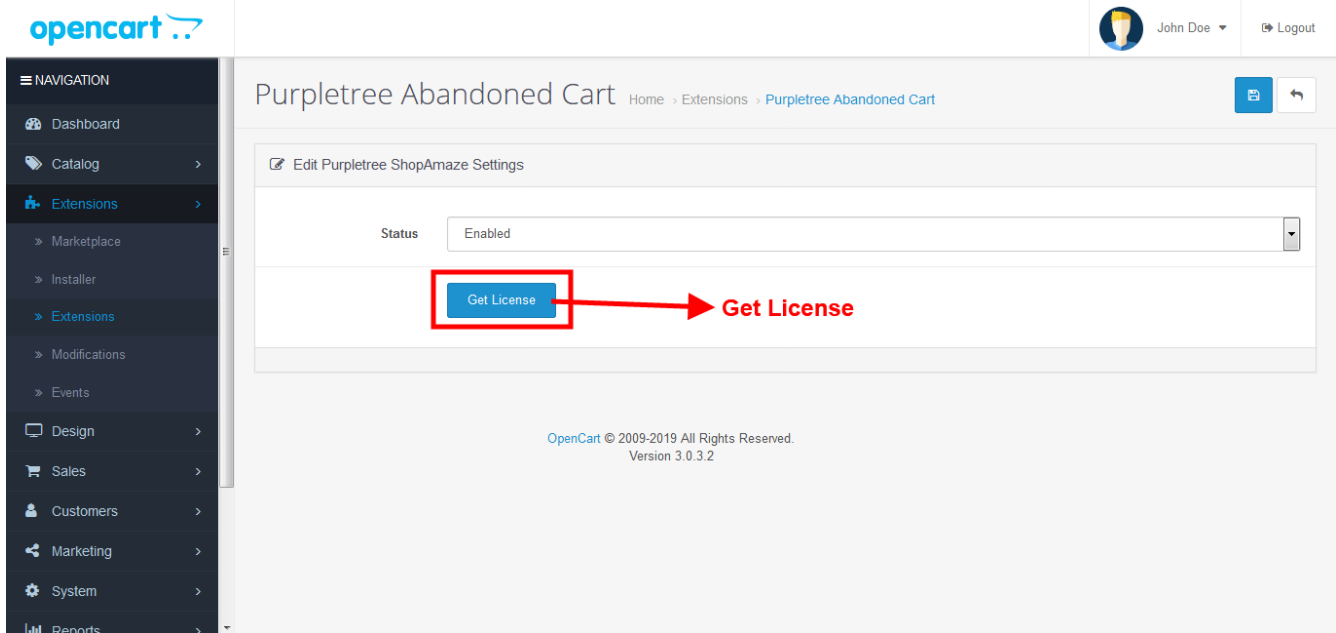 opencart
John Doe
Logout
NAVIGATION
Dashboard
Catalog
Extensions
Marketplace
Installer
Extensions
Modifications
Events
Design
Sales
Customers
Marketing
System
Reports
Purpletree Abandoned Cart Home › Extensions › Purpletree Abandoned Cart
Edit Purpletree ShopAmaze Settings
Status Enabled
Get License Get License
OpenCart © 2009-2019 All Rights Reserved.
Version 3.0.3.2